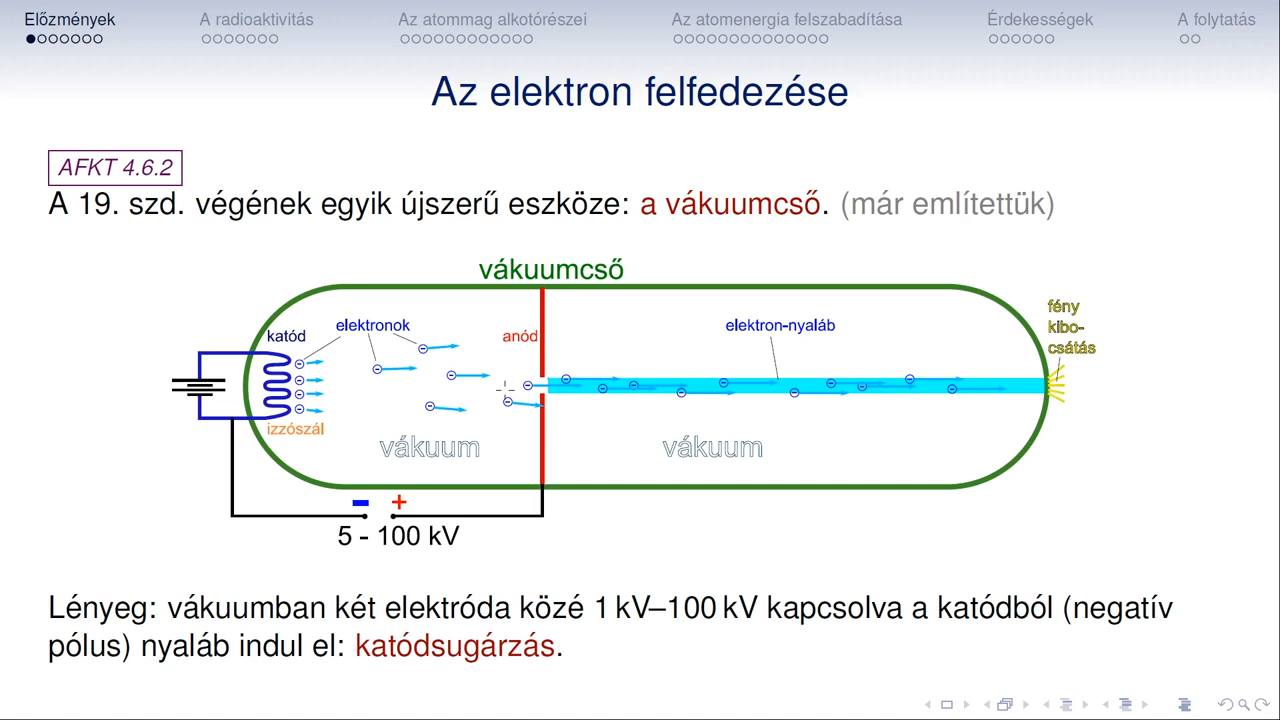 Előzmények
A radioaktivitás
Az atommag alkotórészei
Az atomenergia felszabadítása
Érdekességek
A folytatás
Az elektron felfedezése
AFKT 4.6.2
A 19. szd. végének egyik újszerű eszköze: a vákuumcső. (már említettük)
vákuumcső
katód
elektronok
anód
elektron-nyaláb
fény
kibo-
csátás
izzószál
vákuum
vákuum
- +
5 - 100 kV
Lényeg: vákuumban két elektróda közé 1 kV–100 kV kapcsolva a katódból (negatív
pólus) nyaláb indul el: katódsugárzás.